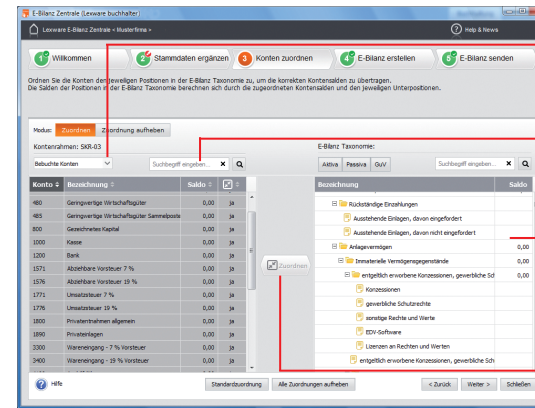 E-Bilanz Zentrale (Lexware buchhalter)
Lexware E-Bilanz Zentrale « Musterfirma »
? Help & News
1 Willkommen
2 Stammdaten ergänzen
3 Konten zuordnen
4 E-Bilanz erstellen
5 E-Bilanz senden
Ordnen Sie die Konten den jeweiligen Positionen in der E-Bilanz Taxonomie zu, um die korrekten Kontensalden zu übertragen.
Die Salden der Positionen in der E-Bilanz Taxonomie berechnen sich durch die zugeordneten Kontensalden und den jeweiligen Unterpositionen.
Modus: Zuordnen Zuordnung aufheben
Kontenrahmen: SKR-03
E-Bilanz Taxonomie:
Bebuchte Konten Suchbegriff eingeben...
Aktiva Passiva GuV Suchbegriff eingeben...
Konto Bezeichnung Saldo
480 Geringwertige Wirtschaftsgüter 0,00 ja
485 Geringwertige Wirtschaftsgüter Sammelposte 0,00 ja
800 Gezeichnetes Kapital 0,00 ja
1000 Kasse 0,00 ja
1200 Bank 0,00 ja
1571 Abziehbare Vorsteuer 7 % 0,00 ja
1576 Abziehbare Vorsteuer 19 % 0,00 ja
1771 Umsatzsteuer 7 % 0,00 ja
1776 Umsatzsteuer 19 % 0,00 ja
1800 Privatentnahmen allgemein 0,00 ja
1890 Privateinlagen 0,00 ja
3300 Wareneingang - 7 % Vorsteuer 0,00 ja
3400 Wareneingang - 19 % Vorsteuer 0,00 ja
Zuordnen
Bezeichnung Saldo
Rückständige Einzahlungen
Ausstehende Einlagen, davon eingefordert
Ausstehende Einlagen, davon nicht eingefordert
Anlagevermögen 0,00
Immaterielle Vermögensgegenstände 0,00
entgeltlich erworbene Konzessionen, gewerbliche Sch 0,00
Konzessionen
gewerbliche Schutzrechte
sonstige Rechte und Werte
EDV-Software
Lizenzen an Rechten und Werten
entgeltlich erworbene Konzessionen, gewerbliche Sch
? Hilfe
Standardzuordnung
Alle Zuordnungen aufheben
< Zurück
Weiter >
Schließen